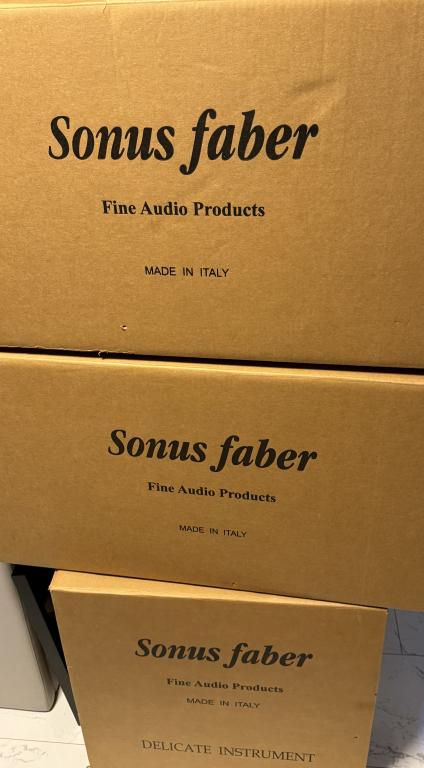 Sonus faber
Fine Audio Products
MADE IN ITALY
Sonus faber
Fine Audio Products
MADE IN ITALY
Sonus faber
Fine Audio Products
MADE IN ITALY
DELICATE INSTRUMENT